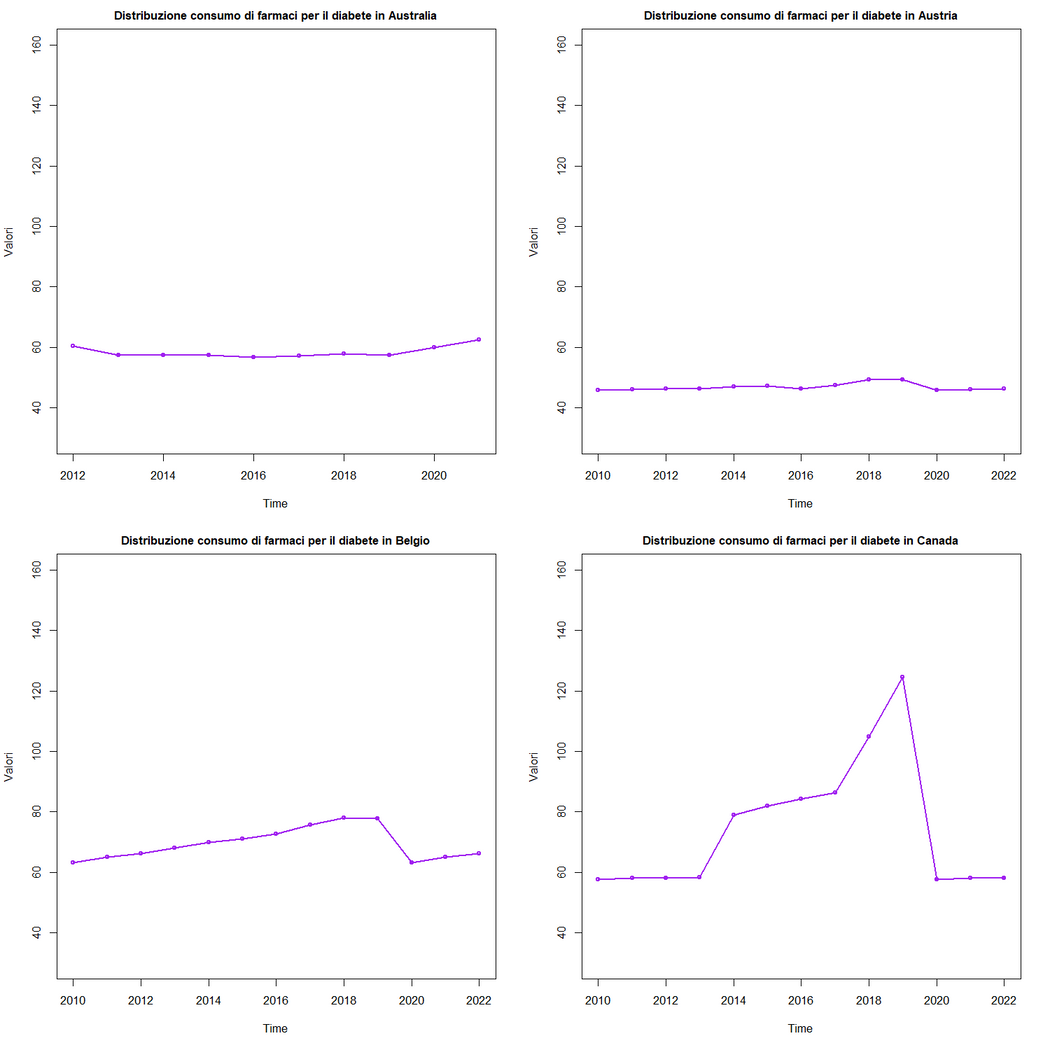 Distribuzione consumo di farmaci per il diabete in Australia
160
140
120
100
80
60
40
Valori
2012 2014 2016 2018 2020
Time
Distribuzione consumo di farmaci per il diabete in Austria
160
140
120
100
80
60
40
Valori
2010 2012 2014 2016 2018 2020 2022
Time
Distribuzione consumo di farmaci per il diabete in Belgio
160
140
120
100
80
60
40
Valori
2010 2012 2014 2016 2018 2020 2022
Time
Distribuzione consumo di farmaci per il diabete in Canada
160
140
120
100
80
60
40
Valori
2010 2012 2014 2016 2018 2020 2022
Time